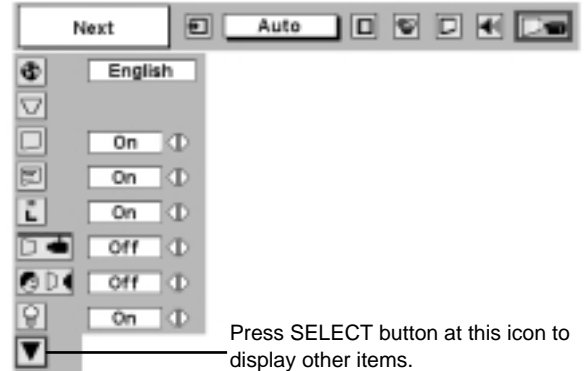 Next
Auto
English
On
On
On
Off
Off
On
Press SELECT button at this icon to
display other items.